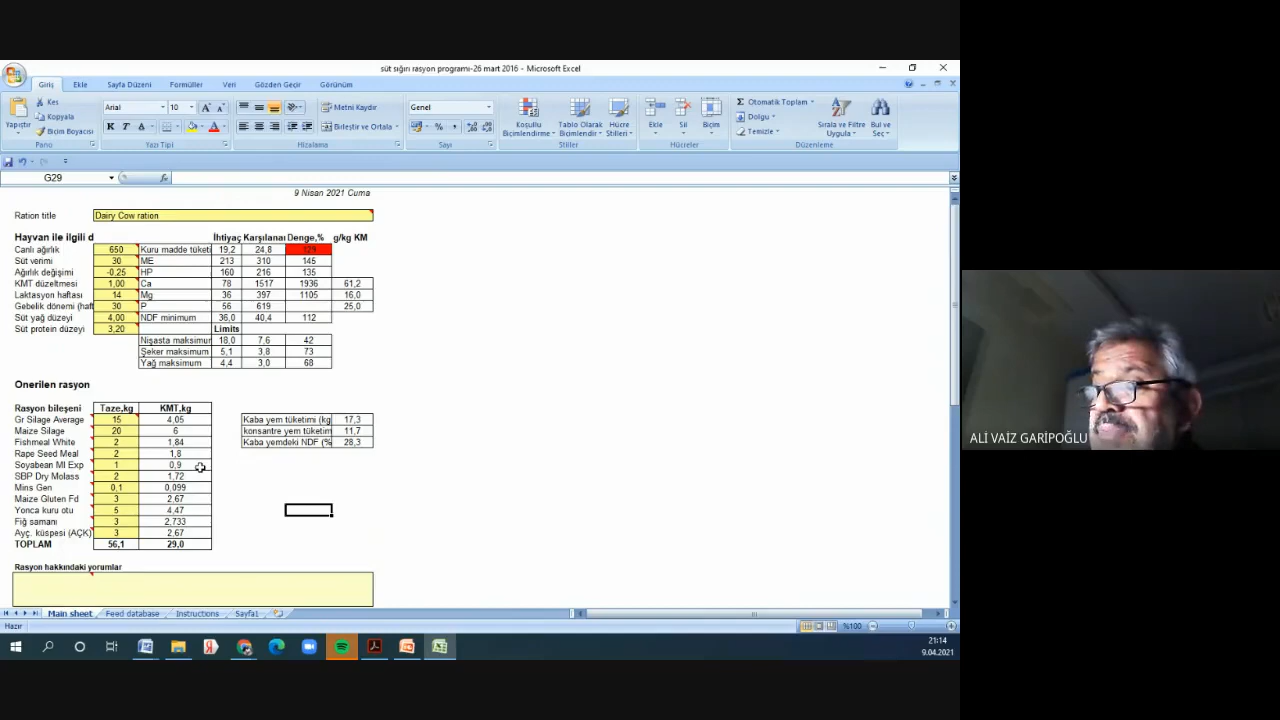 süt sığırı rasyon programı-26 mart 2016 - Microsoft Excel
Giriş Ekle Sayfa Düzeni Formüller Veri Gözden Geçir Görünüm
Kes
Kopyala
Biçim Boyacısı
Yapıştır
Pano
Arial 10
Yazı Tipi
Metni Kaydır
Birleştir ve Ortala
Hizalama
Genel
Sayı
Koşullu Biçimlendirme
Tablo Olarak Biçimlendir
Hücre Stilleri
Stiller
Ekle Sil Biçim
Hücreler
Otomatik Toplam
Dolgu
Temizle
Sırala ve Filtre Uygula
Bul ve Seç
Düzenleme
G29
9 Nisan 2021 Cuma
Ration title Dairy Cow ration
Hayvan ile ilgili d İhtiyaç Karşılanan Denge,% g/kg KM
Canlı ağırlık 650 Kuru madde tüketi 19,2 24,8 129
Süt verimi 30 ME 213 310 145
Ağırlık değişimi -0,25 HP 160 216 135
KMT düzeltmesi 1,00 Ca 78 1517 1936 61,2
Laktasyon haftası 14 Mg 36 397 1105 16,0
Gebelik dönemi (haft 30 P 56 619 25,0
Süt yağ düzeyi 4,00 NDF minimum 36,0 40,4 112
Süt protein düzeyi 3,20 Limits
Nişasta maksimur 18,0 7,6 42
Şeker maksimum 5,1 3,8 73
Yağ maksimum 4,4 3,0 68
Onerilen rasyon
Rasyon bileşeni Taze,kg KMT,kg
Gr Silage Average 15 4,05 Kaba yem tüketimi (kg 17,3
Maize Silage 20 6 konsantre yem tüketim 11,7
Fishmeal White 2 1,84 Kaba yemdeki NDF (% 28,3
Rape Seed Meal 2 1,8
Soyabean Ml Exp 1 0,9
SBP Dry Molass 2 1,72
Mins Gen 0,1 0,099
Maize Gluten Fd 3 2,67
Yonca kuru otu 5 4,47
Fiğ samanı 3 2,733
Ayç. küspesi (AÇK) 3 2,67
TOPLAM 56,1 29,0
Rasyon hakkındaki yorumlar
Main sheet Feed database Instructions Sayfa1
Hazır %100
21:14
9.04.2021
ALİ VAİZ GARİPOĞLU